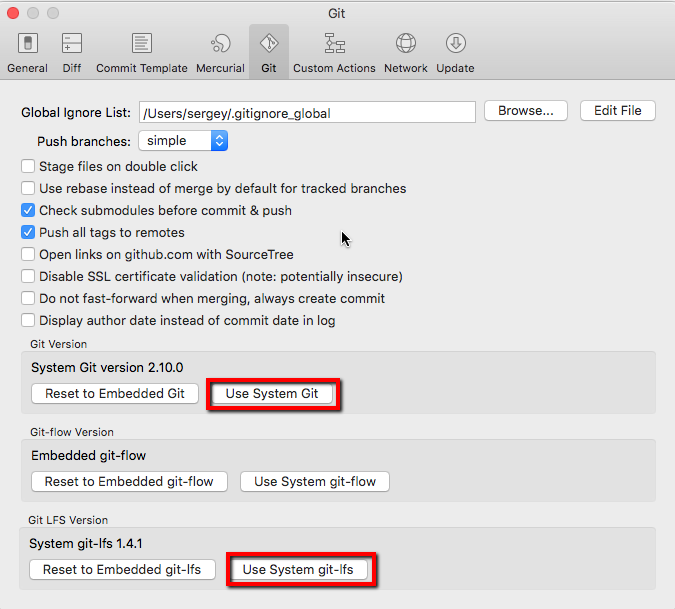 Git
General Diff Commit Template Mercurial Git Custom Actions Network Update
Global Ignore List: /Users/sergey/.gitignore_global Browse... Edit File
Push branches: simple
Stage files on double click
Use rebase instead of merge by default for tracked branches
Check submodules before commit & push
Push all tags to remotes
Open links on github.com with SourceTree
Disable SSL certificate validation (note: potentially insecure)
Do not fast-forward when merging, always create commit
Display author date instead of commit date in log
Git Version
System Git version 2.10.0
Reset to Embedded Git Use System Git
Git-flow Version
Embedded git-flow
Reset to Embedded git-flow Use System git-flow
Git LFS Version
System git-lfs 1.4.1
Reset to Embedded git-lfs Use System git-lfs